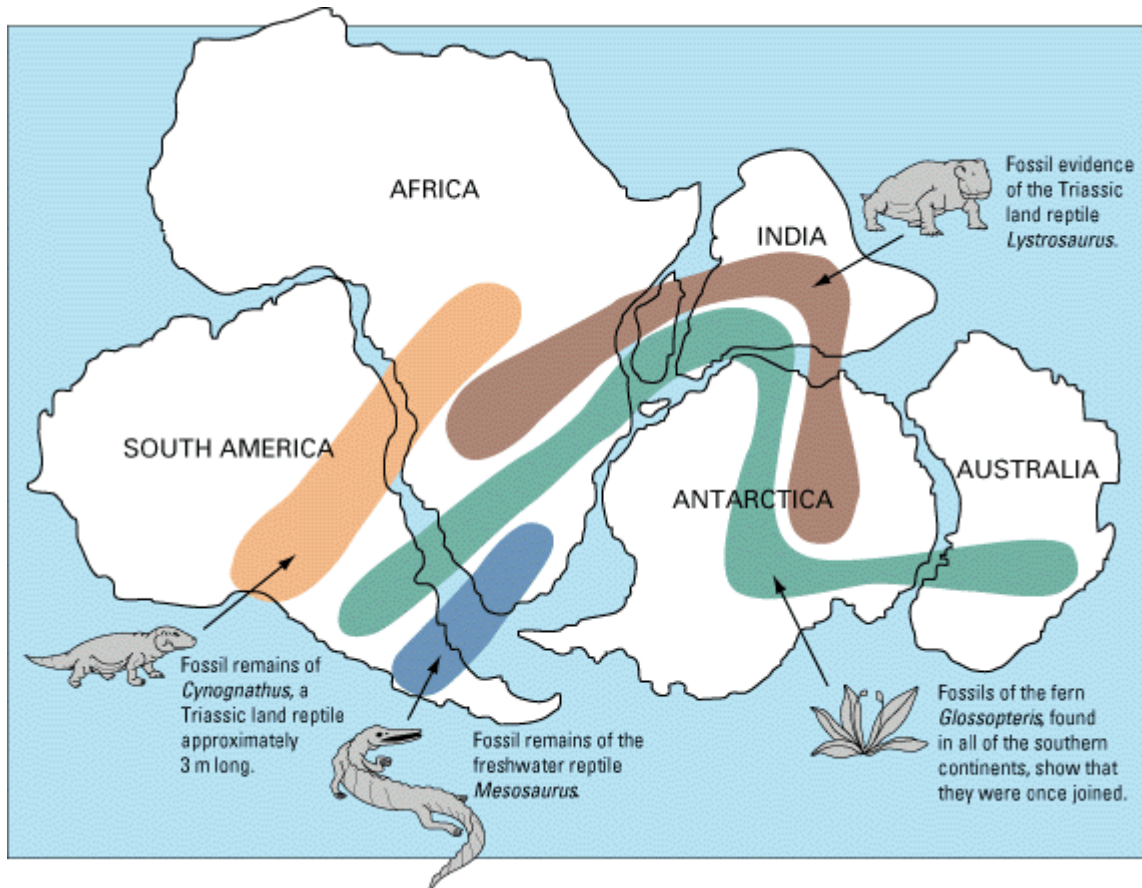 AFRICA
INDIA
Fossil evidence
of the Triassic
land reptile
Lystrosaurus.
SOUTH AMERICA
ANTARCTICA
AUSTRALIA
Fossil remains of
Cynognathus, a
Triassic land reptile
approximately
3 m long.
Fossil remains of the
freshwater reptile
Mesosaurus.
Fossils of the fern
Glossopteris, found
in all of the southern
continents, show that
they were once joined.